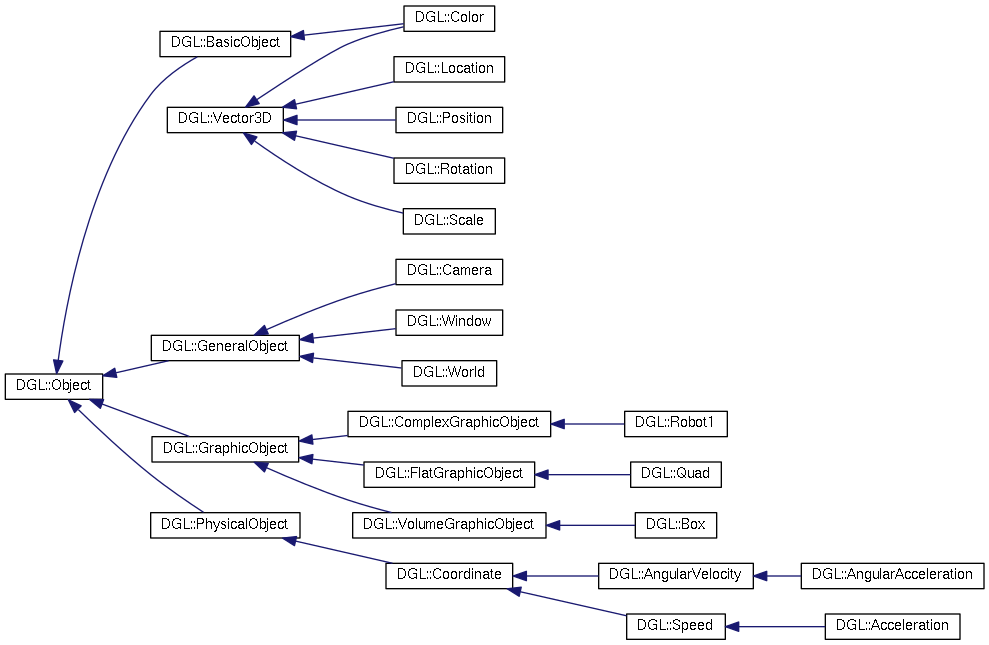 DGL::Color
DGL::BasicObject
DGL::Location
DGL::Vector3D
DGL::Position
DGL::Rotation
DGL::Scale
DGL::Camera
DGL::Window
DGL::GeneralObject
DGL::World
DGL::Object
DGL::ComplexGraphicObject
DGL::Robot1
DGL::GraphicObject
DGL::FlatGraphicObject
DGL::Quad
DGL::PhysicalObject
DGL::VolumeGraphicObject
DGL::Box
DGL::Coordinate
DGL::AngularVelocity
DGL::AngularAcceleration
DGL::Speed
DGL::Acceleration